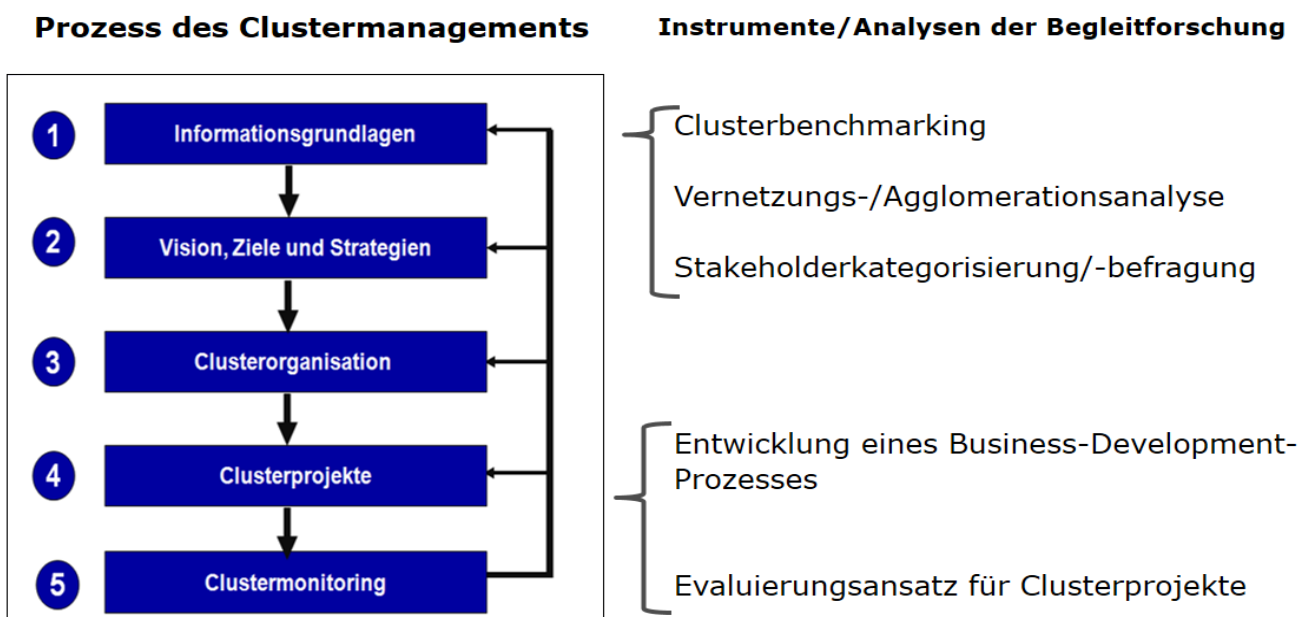 Prozess des Clustermanagements
Instrumente/Analysen der Begleitforschung
1
Informationsgrundlagen
2
Vision, Ziele und Strategien
3
Clusterorganisation
4
Clusterprojekte
5
Clustermonitoring
Clusterbenchmarking
Vernetzungs-/Agglomerationsanalyse
Stakeholderkategorisierung/-befragung
Entwicklung eines Business-Development-
Prozesses
Evaluierungsansatz für Clusterprojekte